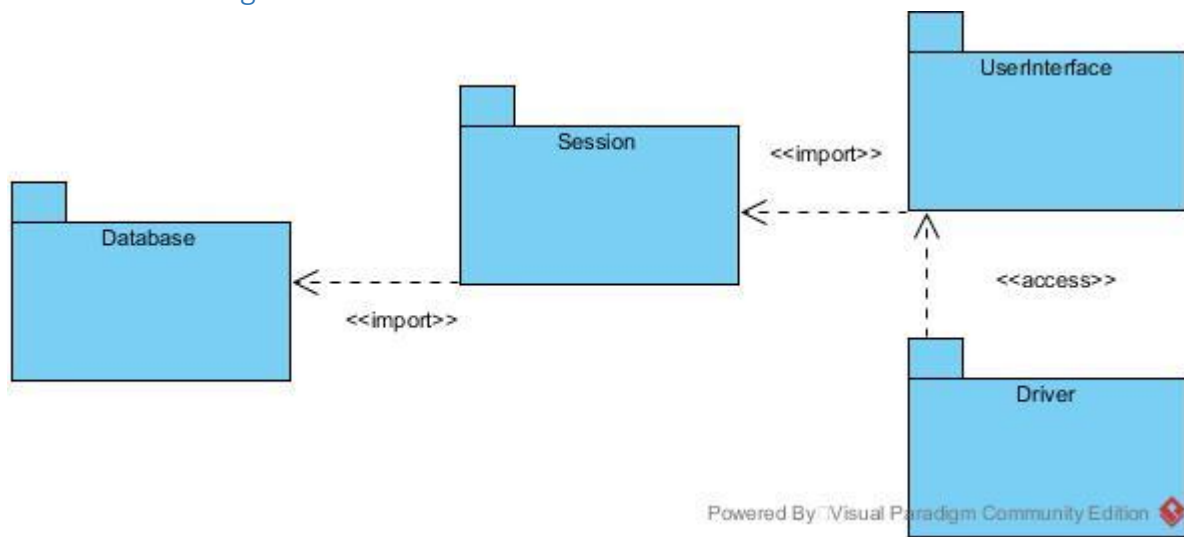 UserInterface
Session
<<import>>
Database
<<access>>
<<import>>
Driver
Powered By Visual Paradigm Community Edition